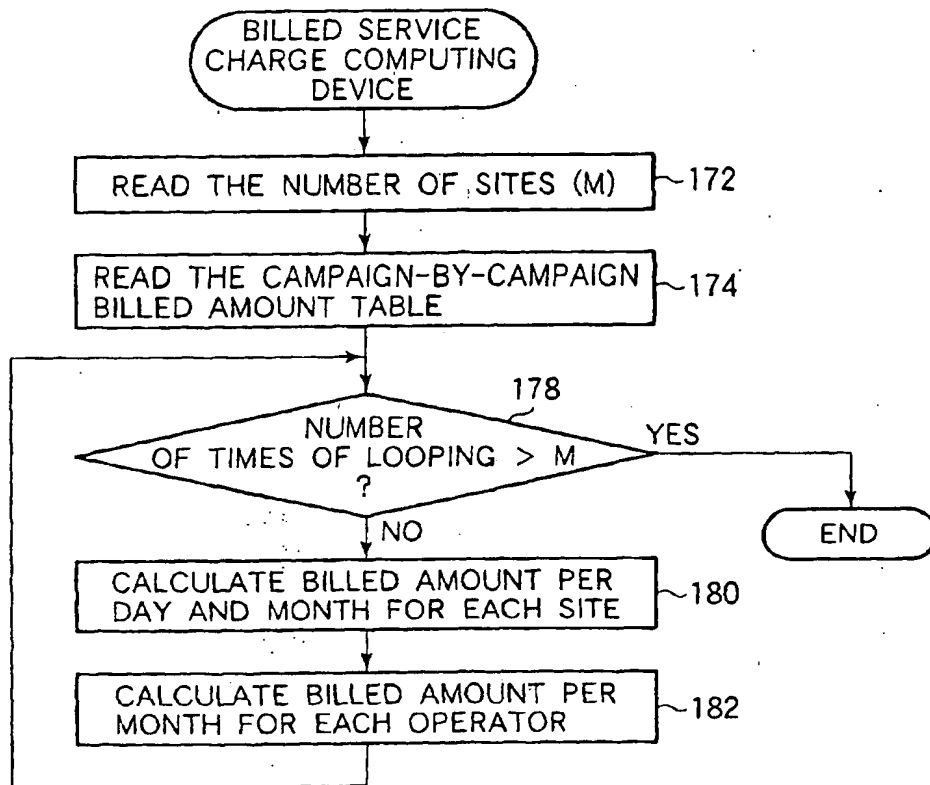 BILLED SERVICE
CHARGE COMPUTING
DEVICE
READ THE NUMBER OF SITES (M)
172
READ THE CAMPAIGN-BY-CAMPAIGN
BILLED AMOUNT TABLE
174
178
NUMBER
OF TIMES OF LOOPING > M
?
YES
NO
END
CALCULATE BILLED AMOUNT PER
DAY AND MONTH FOR EACH SITE
180
CALCULATE BILLED AMOUNT PER
MONTH FOR EACH OPERATOR
182